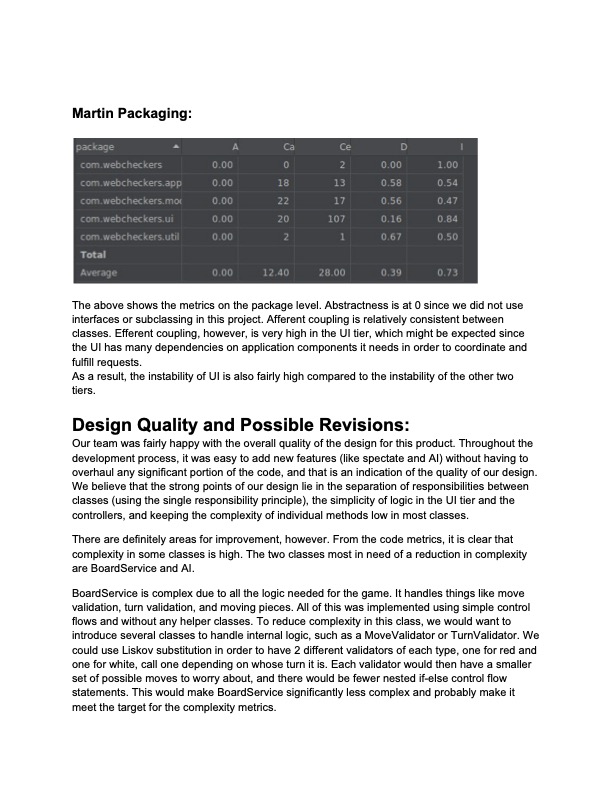 Martin Packaging:
package A Ca Ce D I
com.webcheckers 0.00 0 2 0.00 1.00
com.webcheckers.app 0.00 18 13 0.58 0.54
com.webcheckers.mo 0.00 22 17 0.56 0.47
com.webcheckers.ui 0.00 20 107 0.16 0.84
com.webcheckers.util 0.00 2 1 0.67 0.50
Total
Average 0.00 12.40 28.00 0.39 0.73
The above shows the metrics on the package level. Abstractness is at 0 since we did not use
interfaces or subclassing in this project. Afferent coupling is relatively consistent between
classes. Efferent coupling, however, is very high in the UI tier, which might be expected since
the UI has many dependencies on application components it needs in order to coordinate and
fulfill requests.
As a result, the instability of UI is also fairly high compared to the instability of the other two
tiers.
Design Quality and Possible Revisions:
Our team was fairly happy with the overall quality of the design for this product. Throughout the
development process, it was easy to add new features (like spectate and AI) without having to
overhaul any significant portion of the code, and that is an indication of the quality of our design.
We believe that the strong points of our design lie in the separation of responsibilities between
classes (using the single responsibility principle), the simplicity of logic in the UI tier and the
controllers, and keeping the complexity of individual methods low in most classes.
There are definitely areas for improvement, however. From the code metrics, it is clear that
complexity in some classes is high. The two classes most in need of a reduction in complexity
are BoardService and AI.
BoardService is complex due to all the logic needed for the game. It handles things like move
validation, turn validation, and moving pieces. All of this was implemented using simple control
flows and without any helper classes. To reduce complexity in this class, we would want to
introduce several classes to handle internal logic, such as a MoveValidator or TurnValidator. We
could use Liskov substitution in order to have 2 different validators of each type, one for red and
one for white, call one depending on whose turn it is. Each validator would then have a smaller
set of possible moves to worry about, and there would be fewer nested if-else control flow
statements. This would make BoardService significantly less complex and probably make it
meet the target for the complexity metrics.